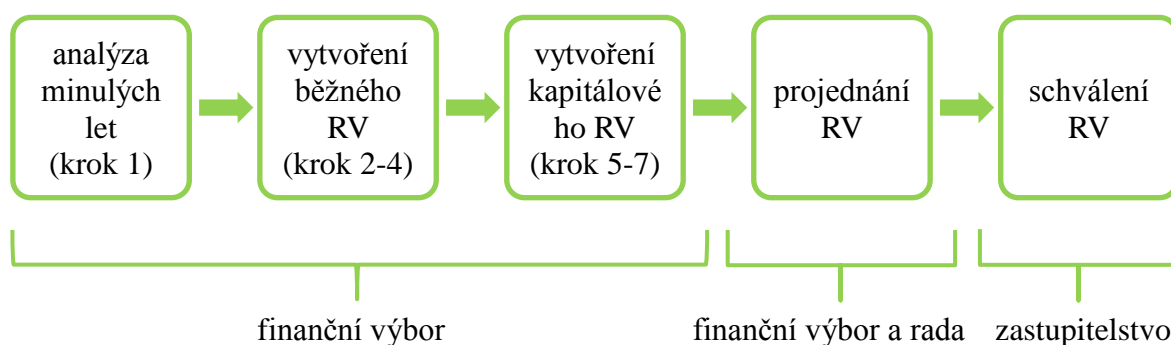 analýza
minulých
let
(krok 1)
vytvoření
běžného
RV
(krok 2-4)
vytvoření
kapitálové
ho RV
(krok 5-7)
projednání
RV
schválení
RV
finanční výbor
finanční výbor a rada
zastupitelstvo